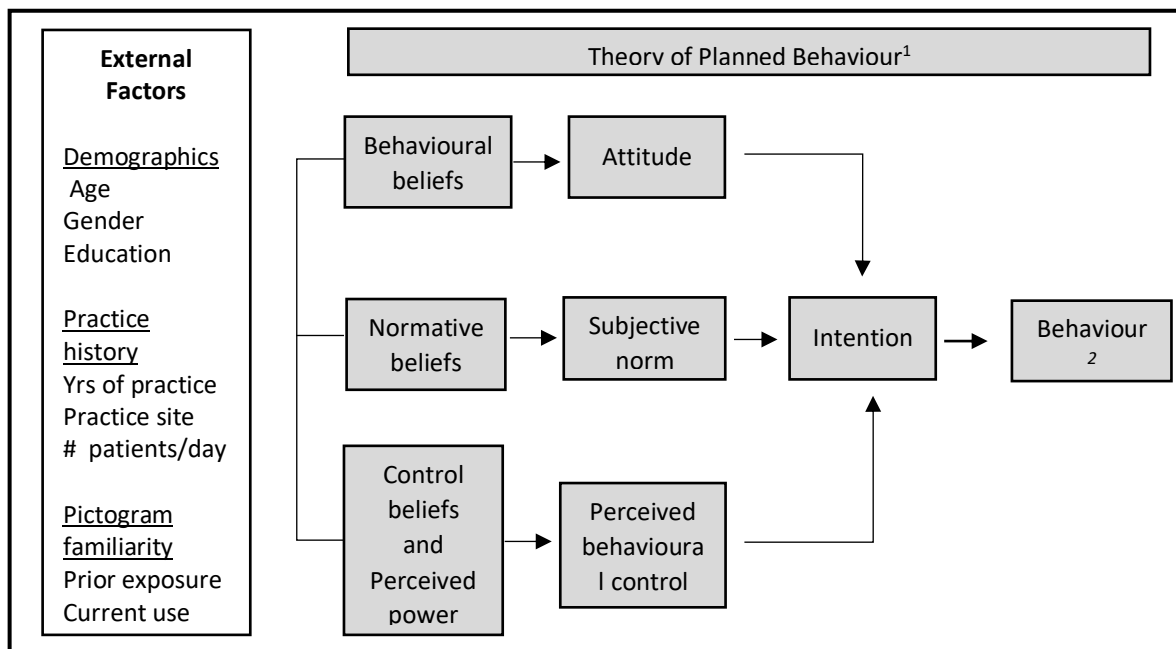 External
Factors
Demographics
Age
Gender
Education
Practice
history
Yrs of practice
Practice site
# patients/day
Pictogram
familiarity
Prior exposure
Current use
Theory of Planned Behaviour¹
Behavioural
beliefs
Attitude
Normative
beliefs
Subjective
norm
Intention
Behaviour
2
Control
beliefs
and
Perceived
power
Perceived
behavioura
l control